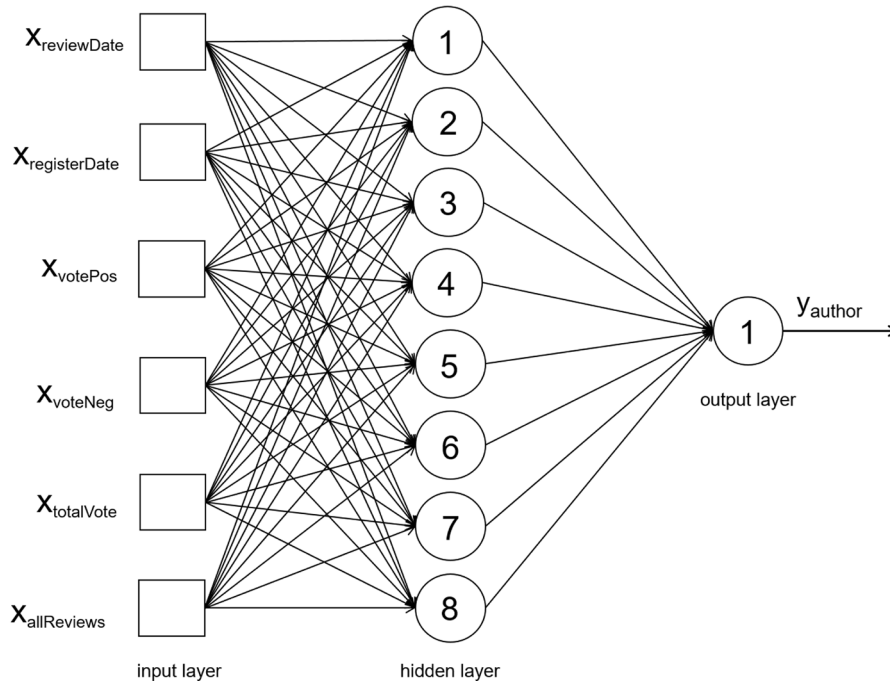 x_reviewDate
x_registerDate
x_votePos
x_voteNeg
x_totalVote
x_allReviews
input layer
1
2
3
4
5
6
7
8
hidden layer
1
output layer
y_author